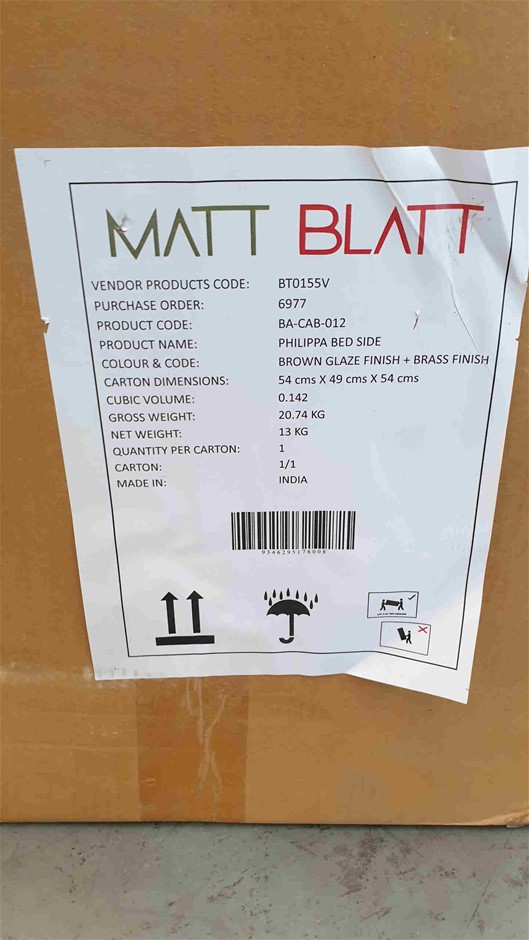 MATT BLATT
VENDOR PRODUCTS CODE: BT0155V
PURCHASE ORDER: 6977
PRODUCT CODE: BA-CAB-012
PRODUCT NAME: PHILIPPA BED SIDE
COLOUR & CODE: BROWN GLAZE FINISH + BRASS FINISH
CARTON DIMENSIONS: 54 cms X 49 cms X 54 cms
CUBIC VOLUME: 0.142
GROSS WEIGHT: 20.74 KG
NET WEIGHT: 13 KG
QUANTITY PER CARTON: 1
CARTON: 1/1
MADE IN: INDIA
9346295176008